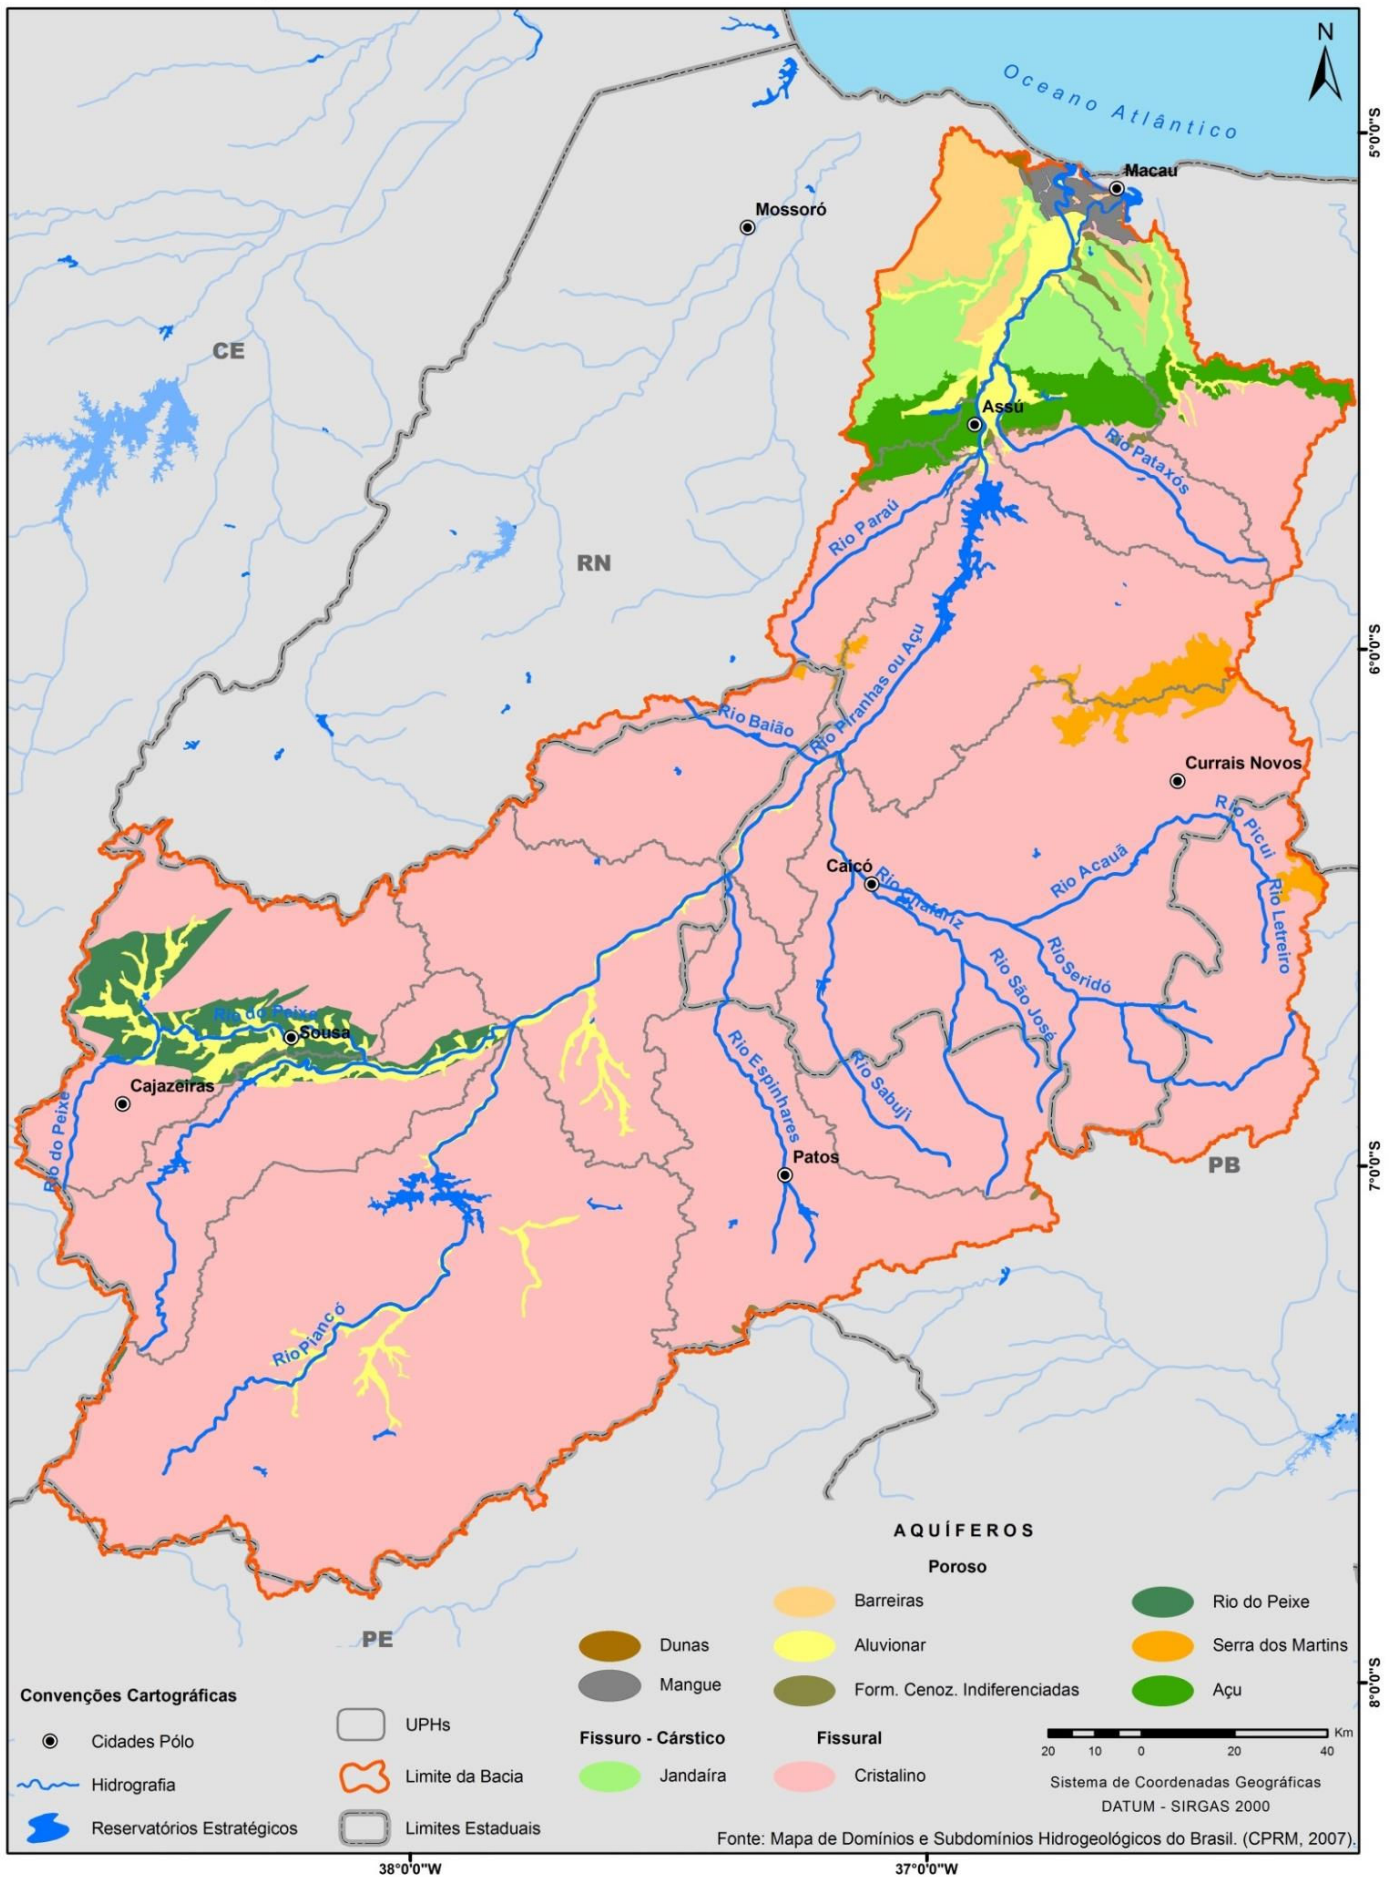 N
Oceano Atlântico
5°0'0"S
Macau
Mossoró
CE
Assú
Rio Pataxós
Rio Paraú
RN
6°0'0"S
Rio Piranhas ou Açu
Rio Baião
Currais Novos
Rio Picui
Caicó
Rio Chafariz
Rio Acauã
Rio Letreiro
Rio Seridó
Rio São José
Rio do Peixe
Sousa
Cajazeiras
Rio Espinhares
Rio Sabuji
Rio do Peixe
Patos
PB
7°0'0"S
Rio Piancó
PE
AQUÍFEROS
Poroso
Barreiras
Rio do Peixe
Dunas
Aluvionar
Serra dos Martins
Mangue
Form. Cenoz. Indiferenciadas
Açu
8°0'0"S
Convenções Cartográficas
Cidades Pólo
UPHs
Fissuro - Cárstico
Fissural
Km
20 10 0 20 40
Hidrografia
Limite da Bacia
Jandaíra
Cristalino
Sistema de Coordenadas Geográficas
DATUM - SIRGAS 2000
Reservatórios Estratégicos
Limites Estaduais
Fonte: Mapa de Domínios e Subdomínios Hidrogeológicos do Brasil. (CPRM, 2007).
38°0'0"W
37°0'0"W